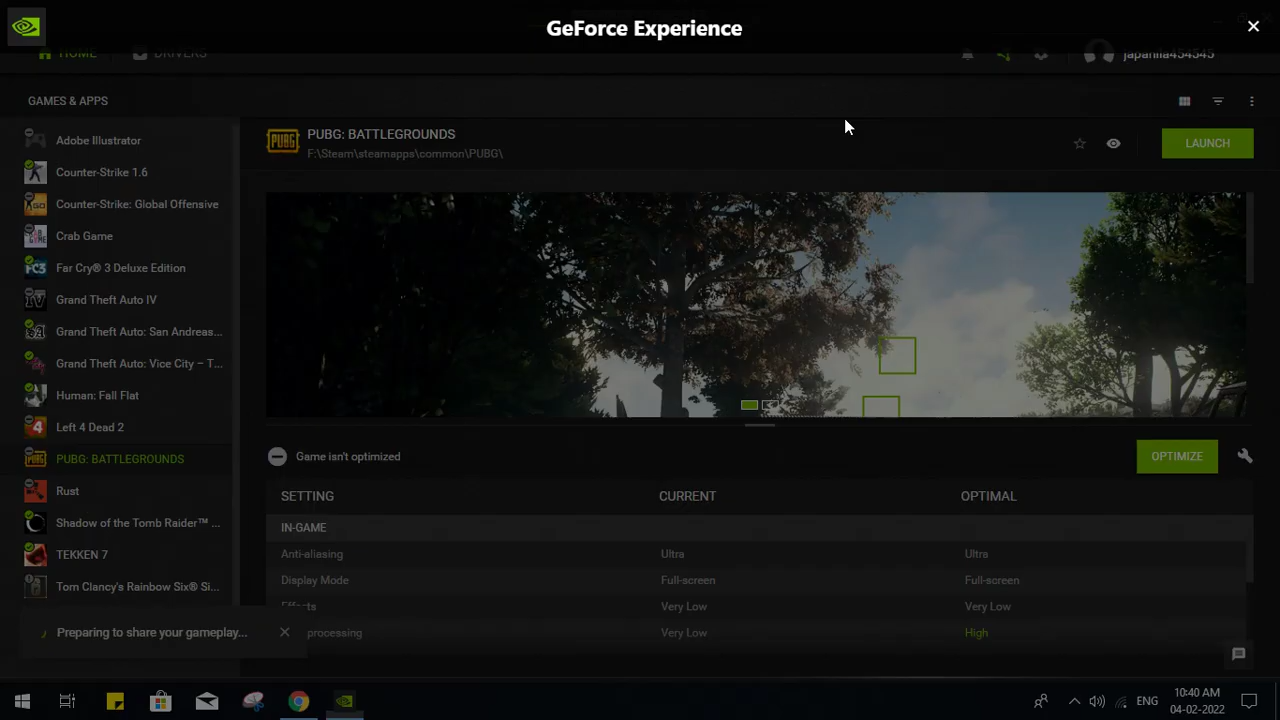 GeForce Experience
HOME
DRIVERS
japanila454545
GAMES & APPS
Adobe Illustrator
Counter-Strike 1.6
Counter-Strike: Global Offensive
Crab Game
Far Cry® 3 Deluxe Edition
Grand Theft Auto IV
Grand Theft Auto: San Andreas...
Grand Theft Auto: Vice City – T...
Human: Fall Flat
Left 4 Dead 2
PUBG: BATTLEGROUNDS
Rust
Shadow of the Tomb Raider™ ...
TEKKEN 7
Tom Clancy's Rainbow Six® Si...
Preparing to share your gameplay...
PUBG
PUBG: BATTLEGROUNDS
F:\Steam\steamapps\common\PUBG\
LAUNCH
Game isn't optimized
OPTIMIZE
SETTING CURRENT OPTIMAL
IN-GAME
Anti-aliasing Ultra Ultra
Display Mode Full-screen Full-screen
Effects Very Low Very Low
processing Very Low High
ENG
10:40 AM
04-02-2022